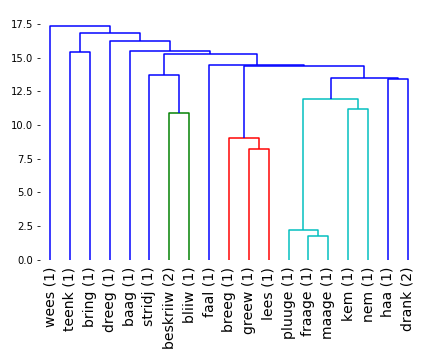 17.5
15.0
12.5
10.0
7.5
5.0
2.5
0.0
wees (1)
teenk (1)
bring (1)
dreeg (1)
baag (1)
stridj (1)
beskriiw (2)
bliiw (1)
faal (1)
breeg (1)
greew (1)
lees (1)
pluuge (1)
fraage (1)
maage (1)
kem (1)
nem (1)
haa (1)
drank (2)